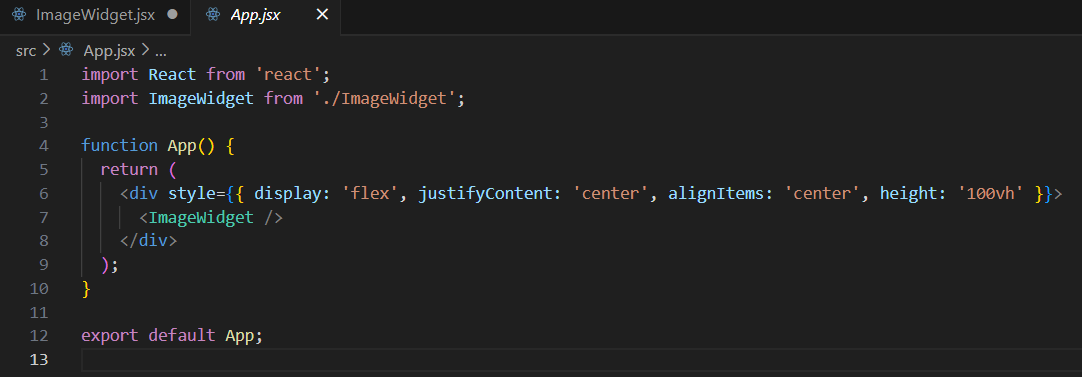 ImageWidget.jsx App.jsx
src > App.jsx > ...
1 import React from 'react';
2 import ImageWidget from './ImageWidget';
3
4 function App() {
5   return (
6     <div style={{ display: 'flex', justifyContent: 'center', alignItems: 'center', height: '100vh' }}>
7       <ImageWidget />
8     </div>
9   );
10 }
11
12 export default App;
13